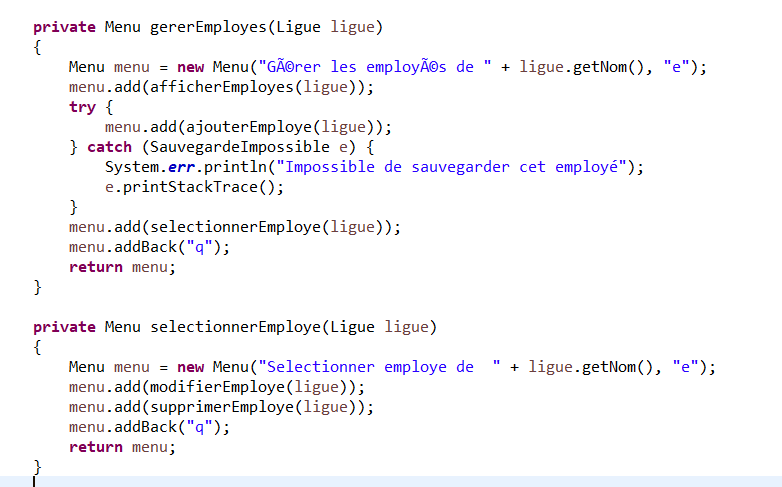 private Menu gererEmployes(Ligue ligue)
{
    Menu menu = new Menu("GÃ©rer les employÃ©s de " + ligue.getNom(), "e");
    menu.add(afficherEmployes(ligue));
    try {
        menu.add(ajouterEmploye(ligue));
    } catch (SauvegardeImpossible e) {
        System.err.println("Impossible de sauvegarder cet employé");
        e.printStackTrace();
    }
    menu.add(selectionnerEmploye(ligue));
    menu.addBack("q");
    return menu;
}

private Menu selectionnerEmploye(Ligue ligue)
{
    Menu menu = new Menu("Selectionner employe de  " + ligue.getNom(), "e");
    menu.add(modifierEmploye(ligue));
    menu.add(supprimerEmploye(ligue));
    menu.addBack("q");
    return menu;
}